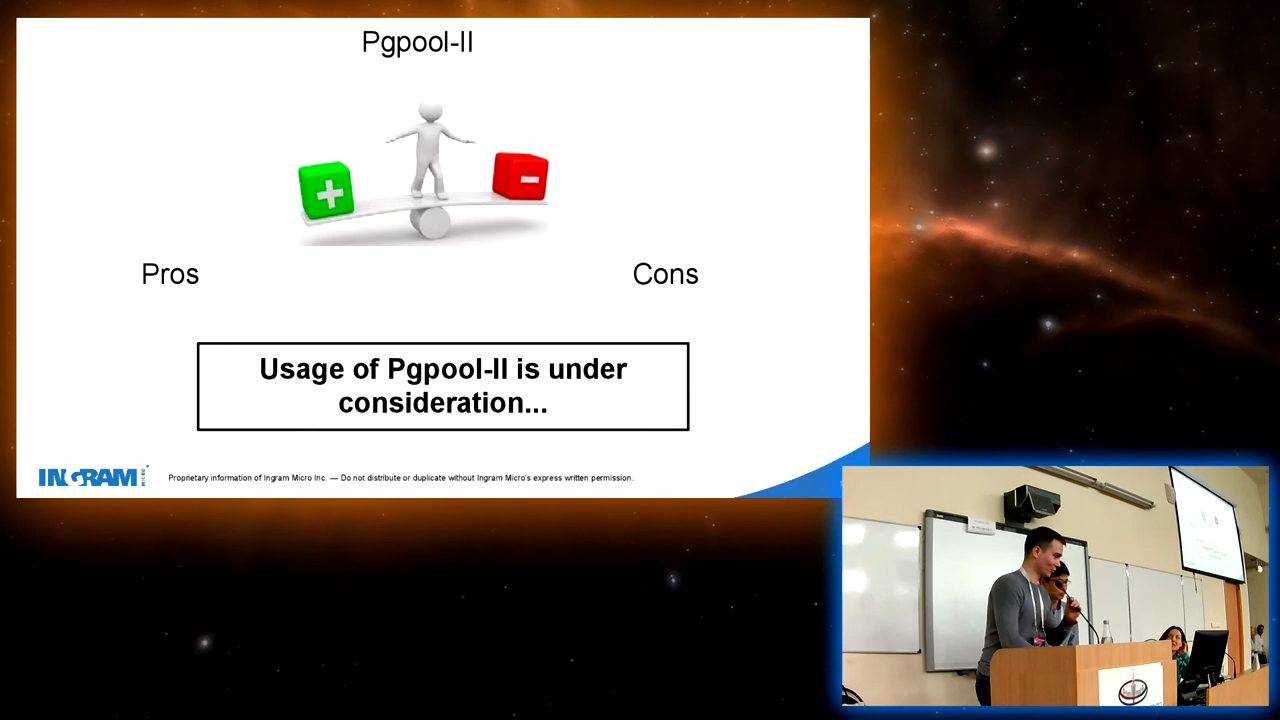 Pgpool-II
Pros
Cons
Usage of Pgpool-II is under
consideration...
INGRAM
MICRO
Proprietary information of Ingram Micro Inc. — Do not distribute or duplicate without Ingram Micro's express written permission.